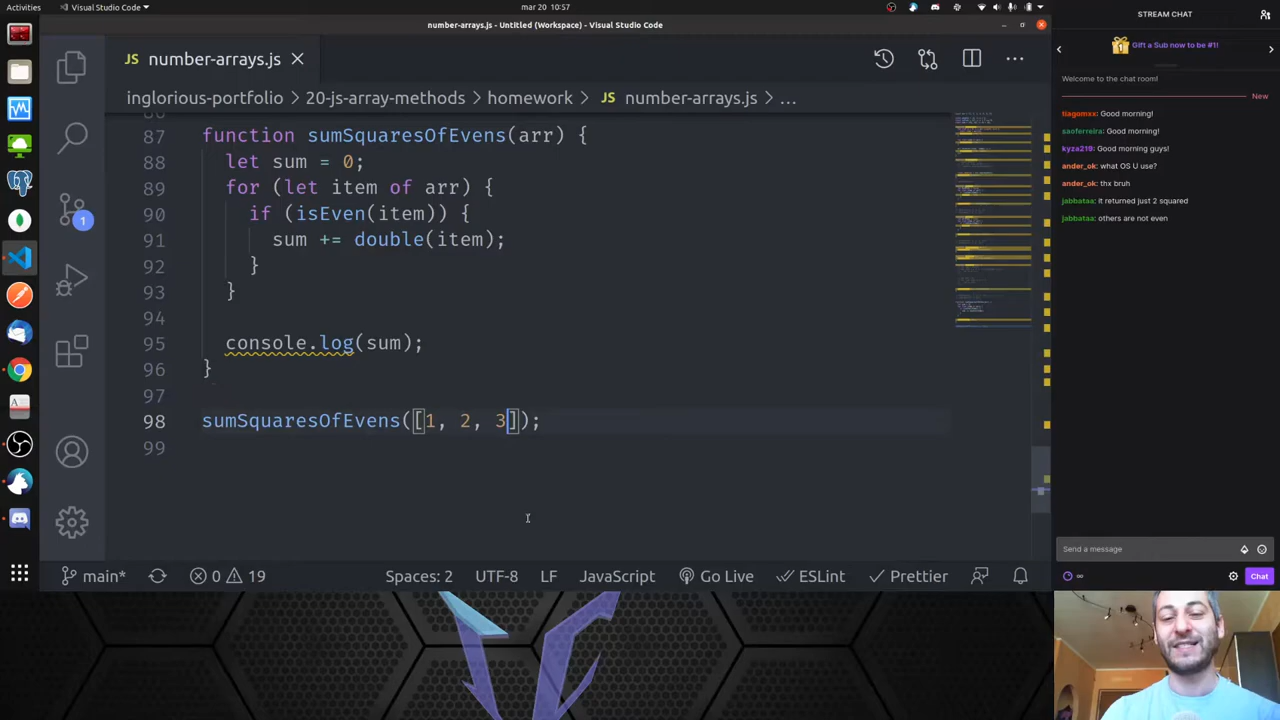 Activities
Visual Studio Code
mar 20 10:57
number-arrays.js - Untitled (Workspace) - Visual Studio Code
JS number-arrays.js
inglorious-portfolio > 20-js-array-methods > homework > JS number-arrays.js > ...
87 function sumSquaresOfEvens(arr) {
88 let sum = 0;
89 for (let item of arr) {
90 if (isEven(item)) {
91 sum += double(item);
92 }
93 }
94
95 console.log(sum);
96 }
97
98 sumSquaresOfEvens([1, 2, 3]);
99
1
main* 0 19 Spaces: 2 UTF-8 LF JavaScript Go Live ESLint Prettier
STREAM CHAT
1 Gift a Sub now to be #1!
Welcome to the chat room!
New
tiagomxx: Good morning!
saoferreira: Good morning!
kyza219: Good morning guys!
ander_ok: what OS U use?
ander_ok: thx bruh
jabbataa: it returned just 2 squared
jabbataa: others are not even
Send a message
∞ Chat